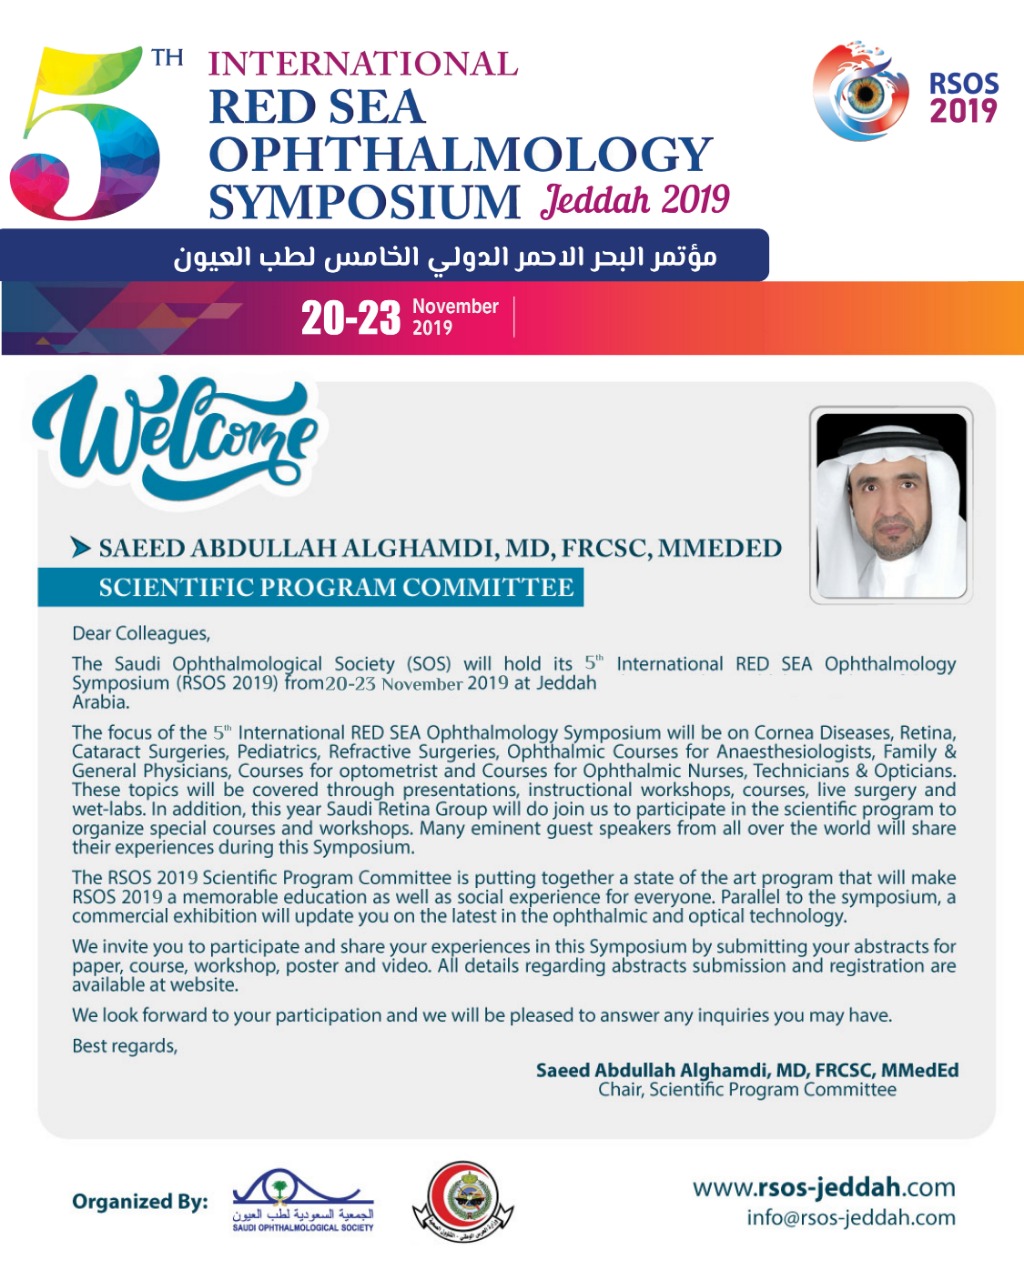 5TH INTERNATIONAL
RED SEA
OPHTHALMOLOGY
SYMPOSIUM Jeddah 2019
RSOS
2019
مؤتمر البحر الاحمر الدولي الخامس لطب العيون
20-23 November
2019
Welcome
SAEED ABDULLAH ALGHAMDI, MD, FRCSC, MMEDED
SCIENTIFIC PROGRAM COMMITTEE
Dear Colleagues,
The Saudi Ophthalmological Society (SOS) will hold its 5th International RED SEA Ophthalmology
Symposium (RSOS 2019) from20-23 November 2019 at Jeddah
Arabia.
The focus of the 5th International RED SEA Ophthalmology Symposium will be on Cornea Diseases, Retina,
Cataract Surgeries, Pediatrics, Refractive Surgeries, Ophthalmic Courses for Anaesthesiologists, Family &
General Physicians, Courses for optometrist and Courses for Ophthalmic Nurses, Technicians & Opticians.
These topics will be covered through presentations, instructional workshops, courses, live surgery and
wet-labs. In addition, this year Saudi Retina Group will do join us to participate in the scientific program to
organize special courses and workshops. Many eminent guest speakers from all over the world will share
their experiences during this Symposium.
The RSOS 2019 Scientific Program Committee is putting together a state of the art program that will make
RSOS 2019 a memorable education as well as social experience for everyone. Parallel to the symposium, a
commercial exhibition will update you on the latest in the ophthalmic and optical technology.
We invite you to participate and share your experiences in this Symposium by submitting your abstracts for
paper, course, workshop, poster and video. All details regarding abstracts submission and registration are
available at website.
We look forward to your participation and we will be pleased to answer any inquiries you may have.
Best regards,
Saeed Abdullah Alghamdi, MD, FRCSC, MMedEd
Chair, Scientific Program Committee
Organized By:
الجمعية السعودية لطب العيون
SAUDI OPHTHALMOLOGICAL SOCIETY
www.rsos-jeddah.com
info@rsos-jeddah.com